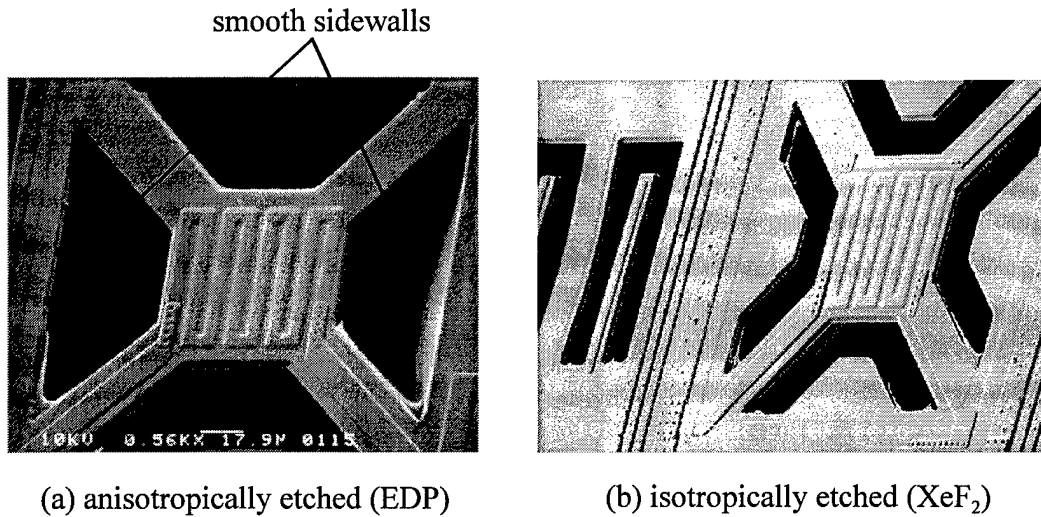 smooth sidewalls
10KV 0.56KX 17.9µ 0115
(a) anisotropically etched (EDP)
(b) isotropically etched (XeF₂)